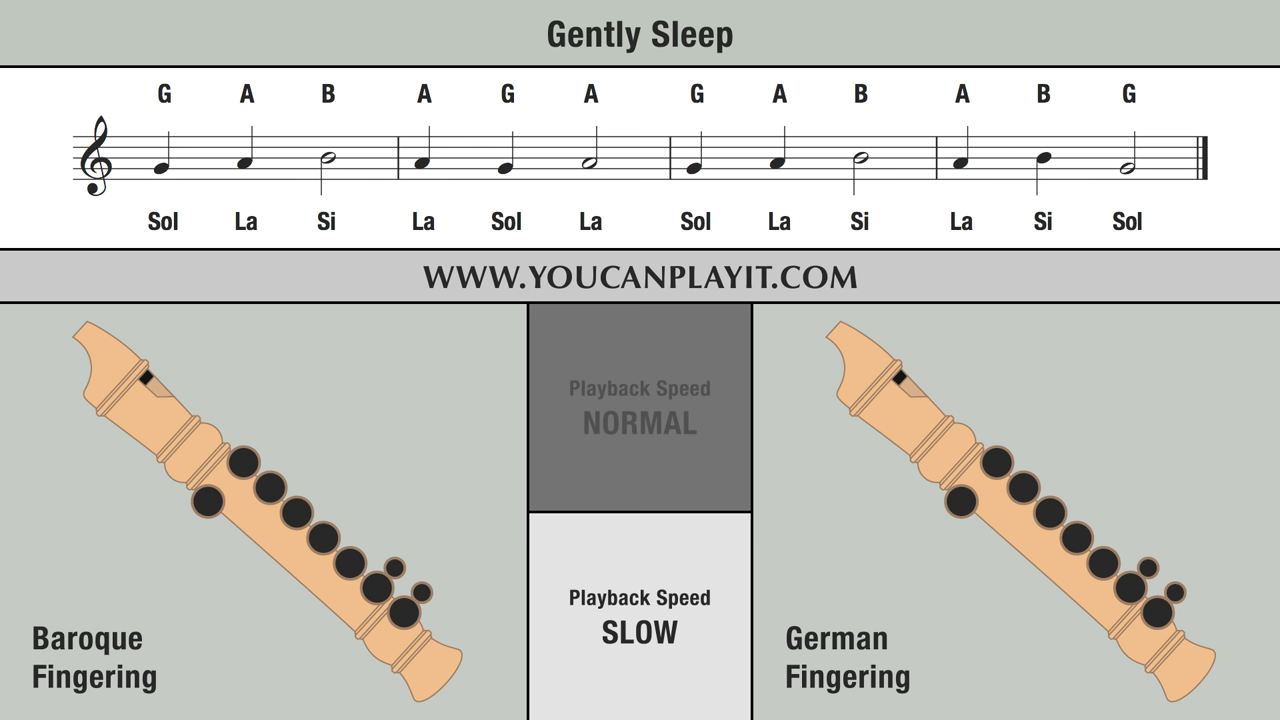 Gently Sleep
G A B A G A G A B A B G
Sol La Si La Sol La Sol La Si La Si Sol
WWW.YOUCANPLAYIT.COM
Playback Speed
NORMAL
Playback Speed
SLOW
Baroque
Fingering
German
Fingering